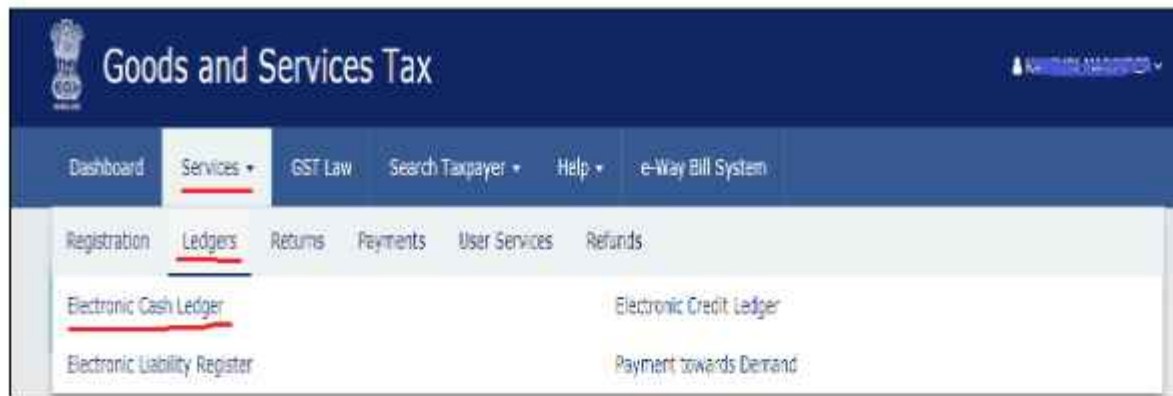 Goods and Services Tax
Dashboard Services GST Law Search Taxpayer Help e-Way Bill System
Registration Ledgers Returns Payments User Services Refunds
Electronic Cash Ledger Electronic Credit Ledger
Electronic Liability Register Payment towards Demand